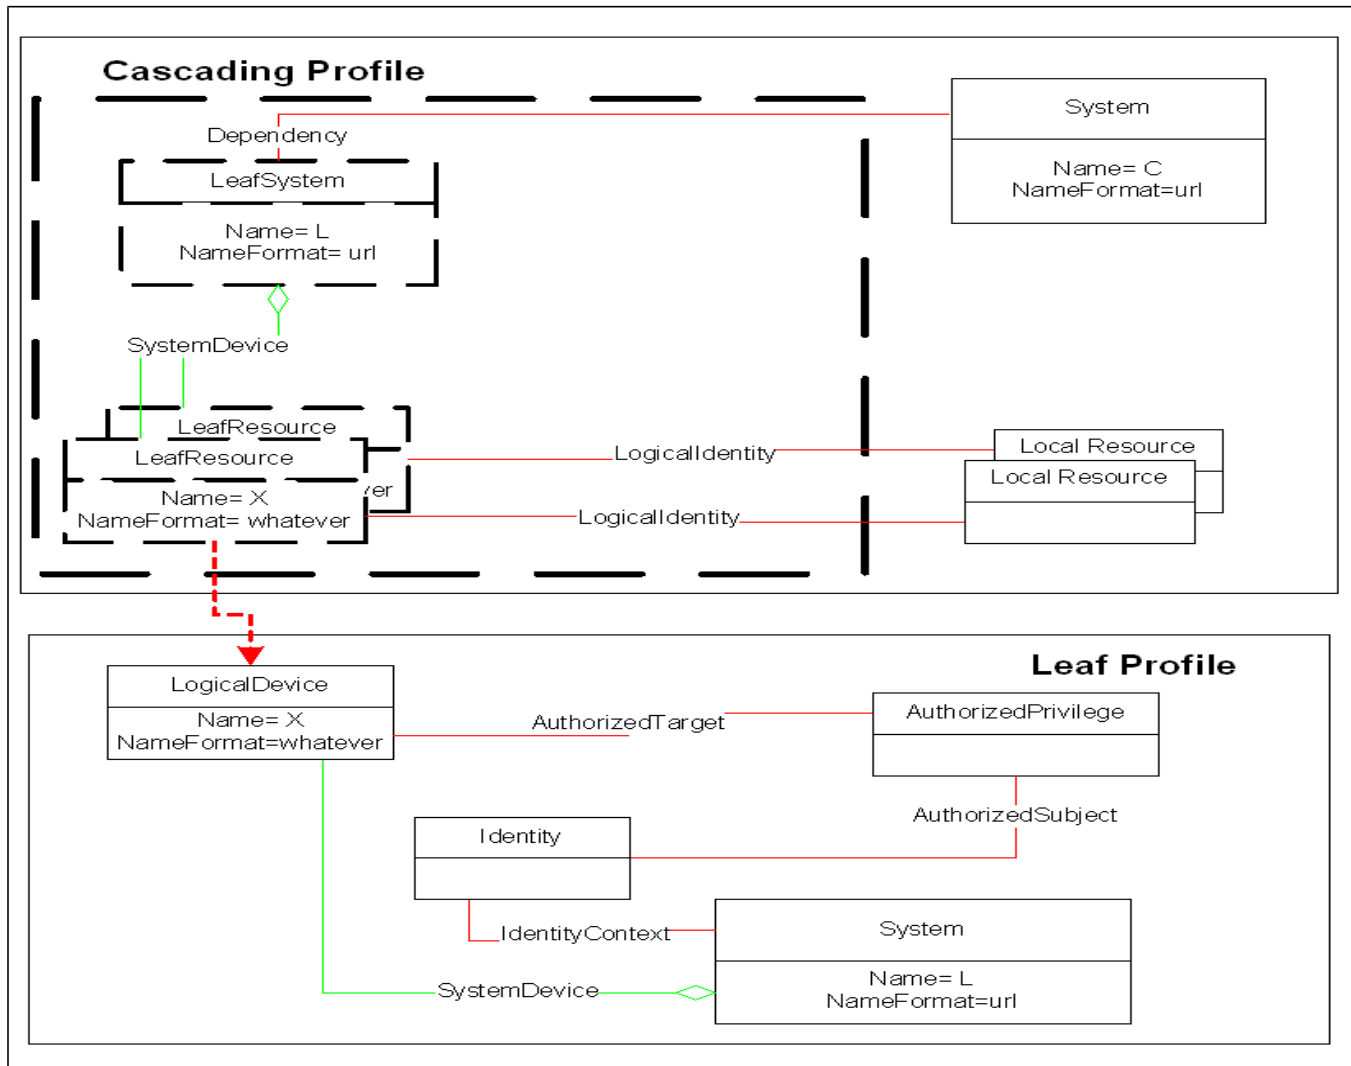 Cascading Profile
Dependency
System
Name= C
NameFormat=url
LeafSystem
Name= L
NameFormat= url
SystemDevice
LeafResource
LeafResource
Name= X
NameFormat= whatever
LogicalIdentity
LogicalIdentity
Local Resource
Local Resource
Leaf Profile
LogicalDevice
Name= X
NameFormat=whatever
AuthorizedTarget
AuthorizedPrivilege
AuthorizedSubject
Identity
IdentityContext
System
Name= L
NameFormat=url
SystemDevice